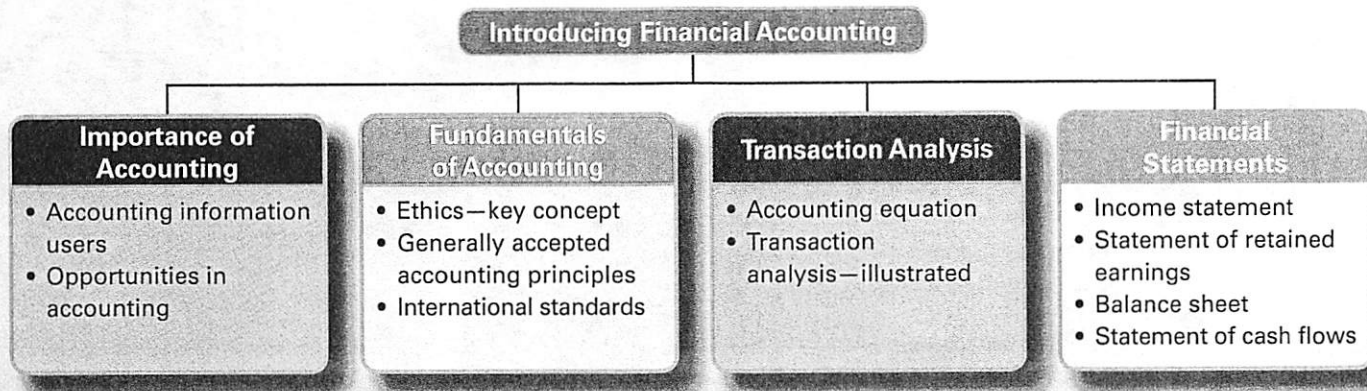 Introducing Financial Accounting
Importance of
Accounting
• Accounting information
users
• Opportunities in
accounting
Fundamentals
of Accounting
• Ethics—key concept
• Generally accepted
accounting principles
• International standards
Transaction Analysis
• Accounting equation
• Transaction
analysis—illustrated
Financial
Statements
• Income statement
• Statement of retained
earnings
• Balance sheet
• Statement of cash flows